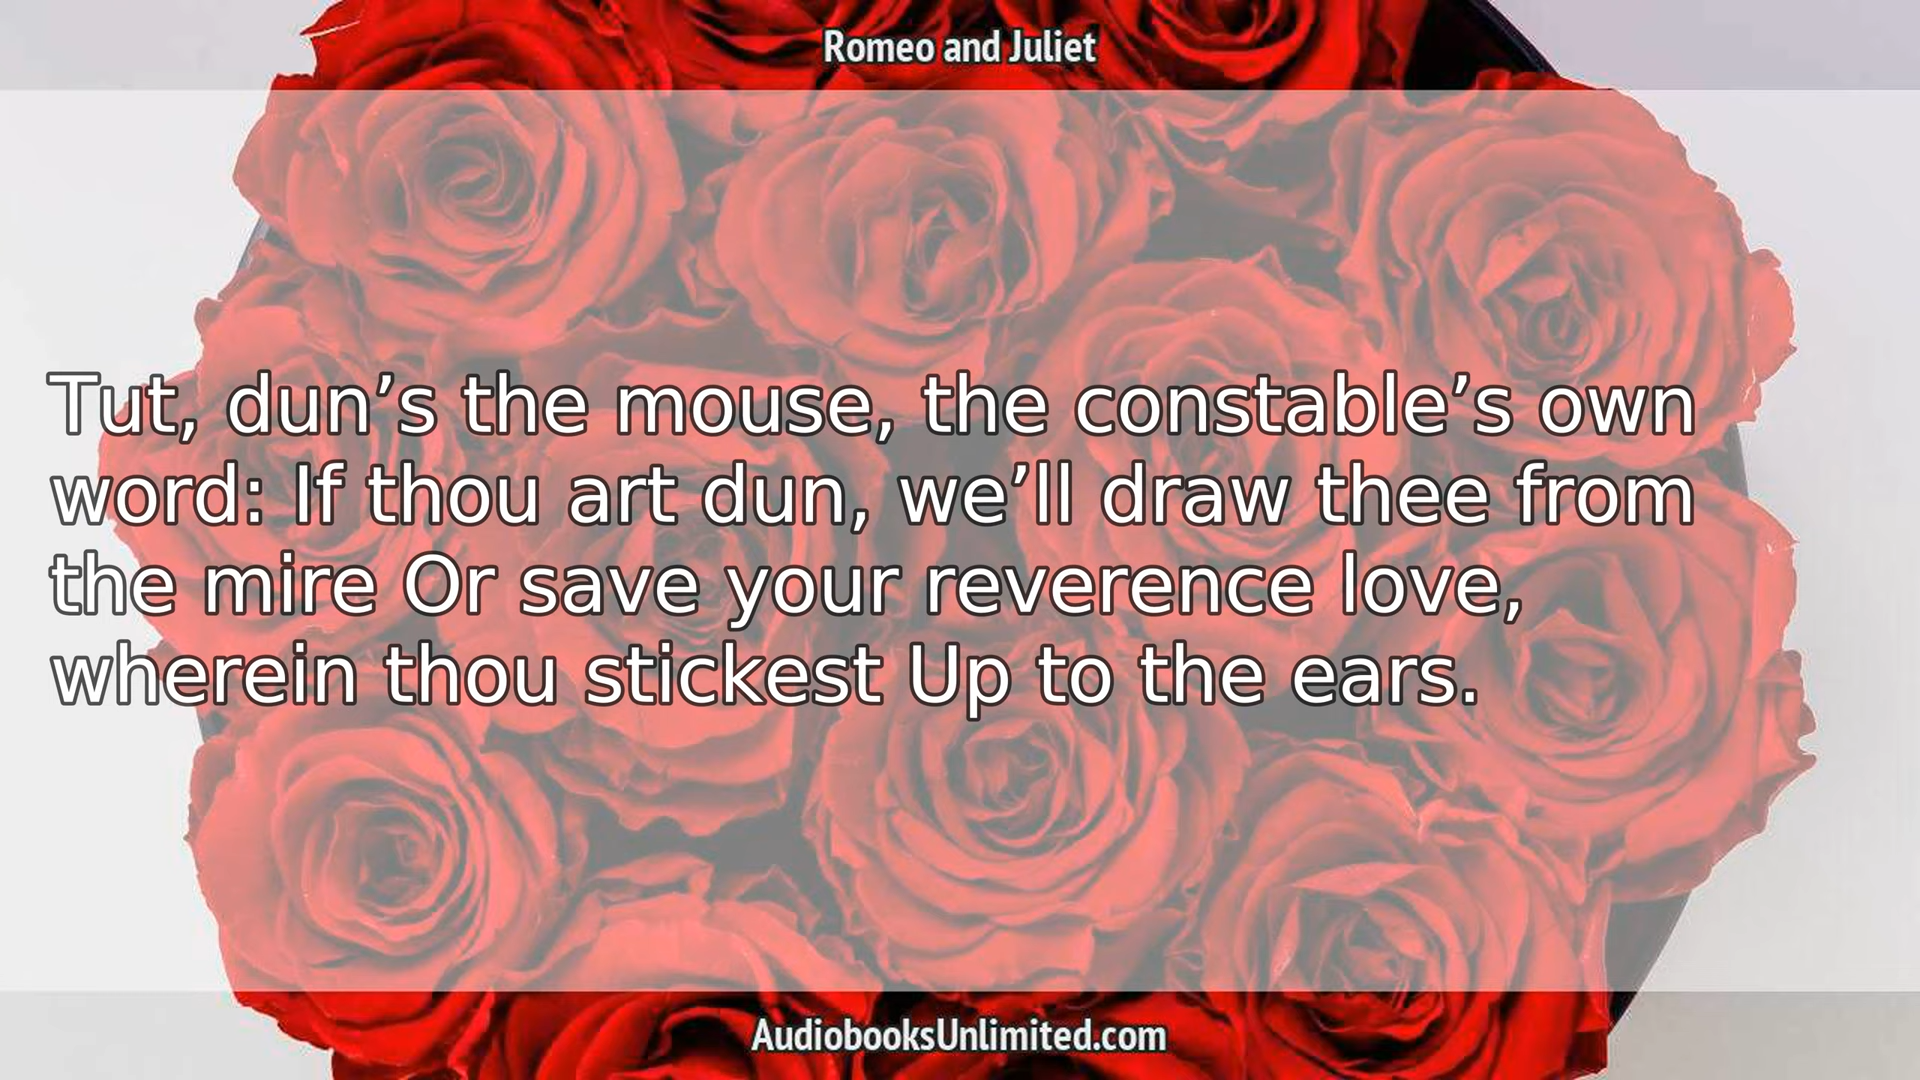 Romeo and Juliet
Tut, dun’s the mouse, the constable’s own
word: If thou art dun, we’ll draw thee from
the mire Or save your reverence love,
wherein thou stickest Up to the ears.
AudiobooksUnlimited.com